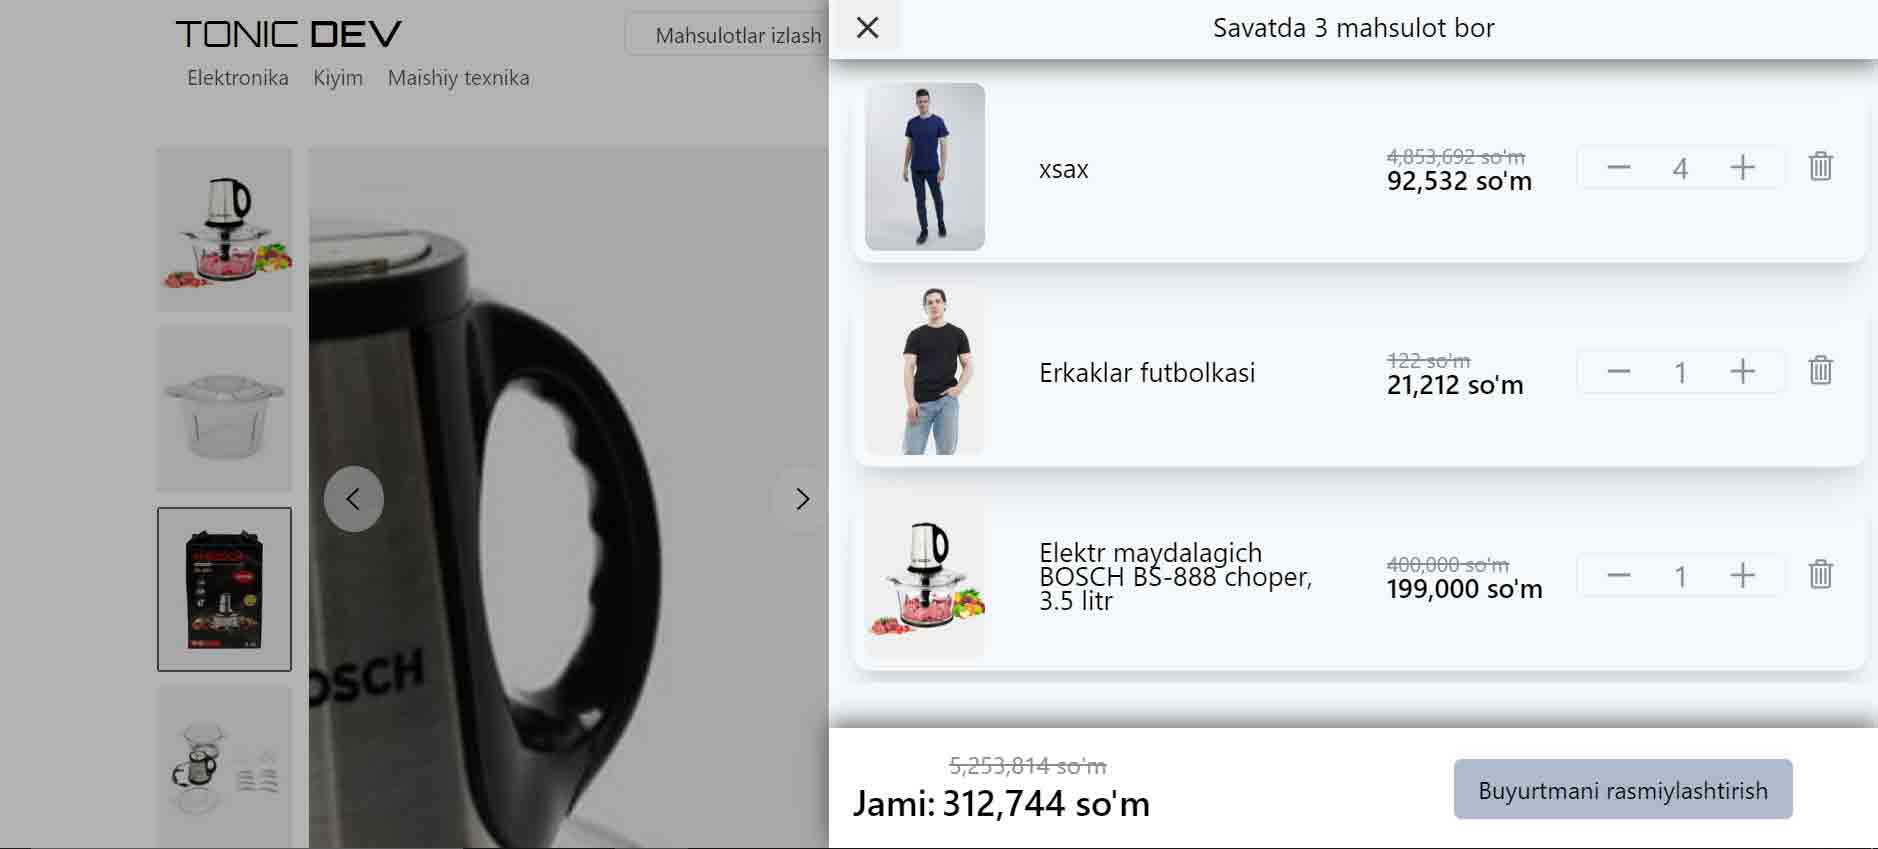 TONIC DEV
Mahsulotlar izlash
Elektronika Kiyim Maishiy texnika
OSCH
Savatda 3 mahsulot bor
xsax
4,853,692 so'm
92,532 so'm
4
Erkaklar futbolkasi
122 so'm
21,212 so'm
1
Elektr maydalagich
BOSCH BS-888 choper,
3.5 litr
400,000 so'm
199,000 so'm
1
5,253,814 so'm
Jami: 312,744 so'm
Buyurtmani rasmiylashtirish